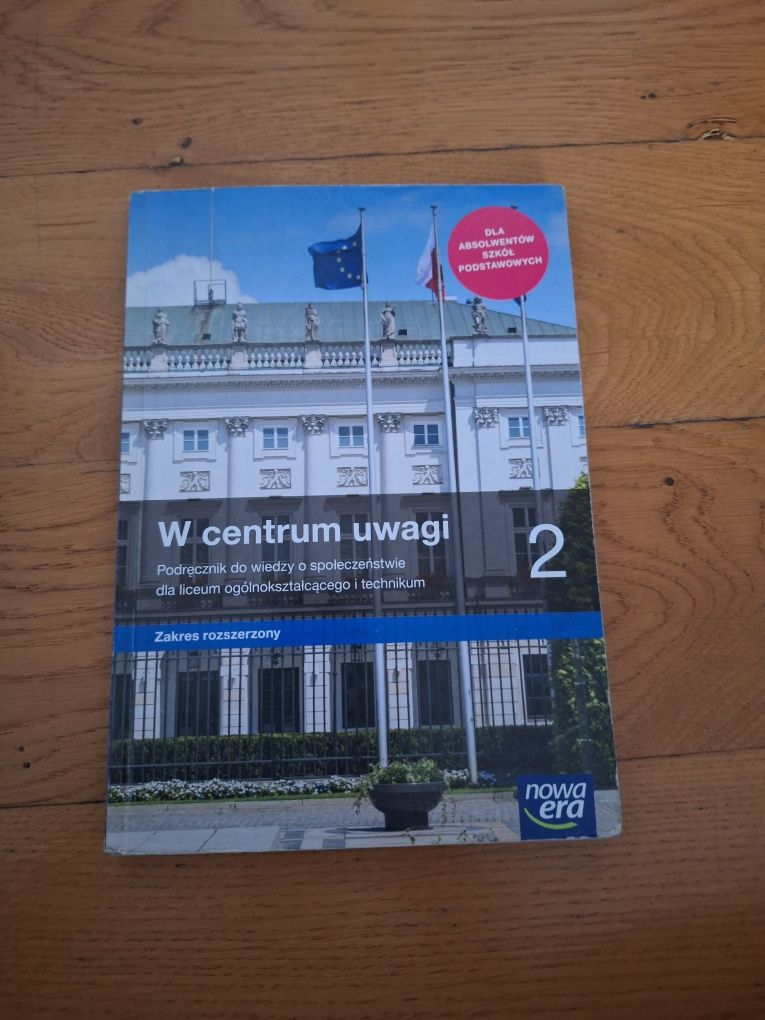 DLA
ABSOLWENTÓW
SZKÓŁ
PODSTAWOWYCH
W centrum uwagi
2
Podręcznik do wiedzy o społeczeństwie
dla liceum ogólnokształcącego i technikum
Zakres rozszerzony
nowa
era